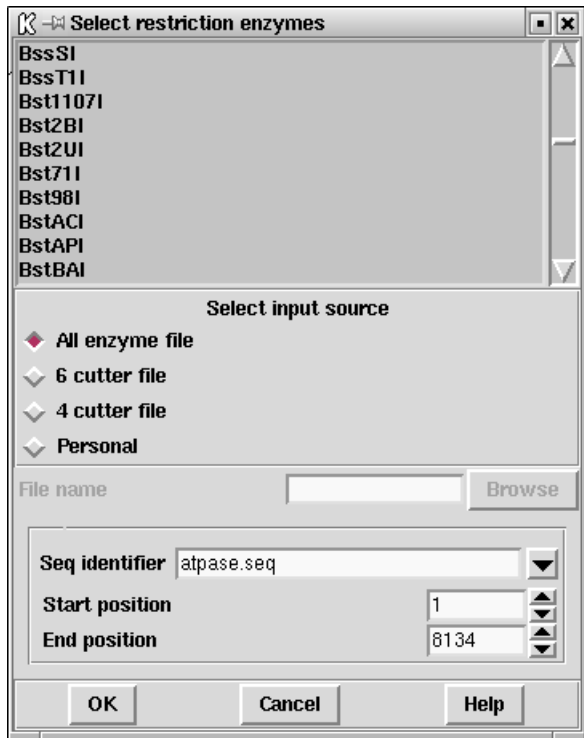 Select restriction enzymes
BssSI
BssT1I
Bst1107I
Bst2BI
Bst2UI
Bst71I
Bst98I
BstACI
BstAPI
BstBAI
Select input source
All enzyme file
6 cutter file
4 cutter file
Personal
File name Browse
Seq identifier atpase.seq
Start position 1
End position 8134
OK Cancel Help